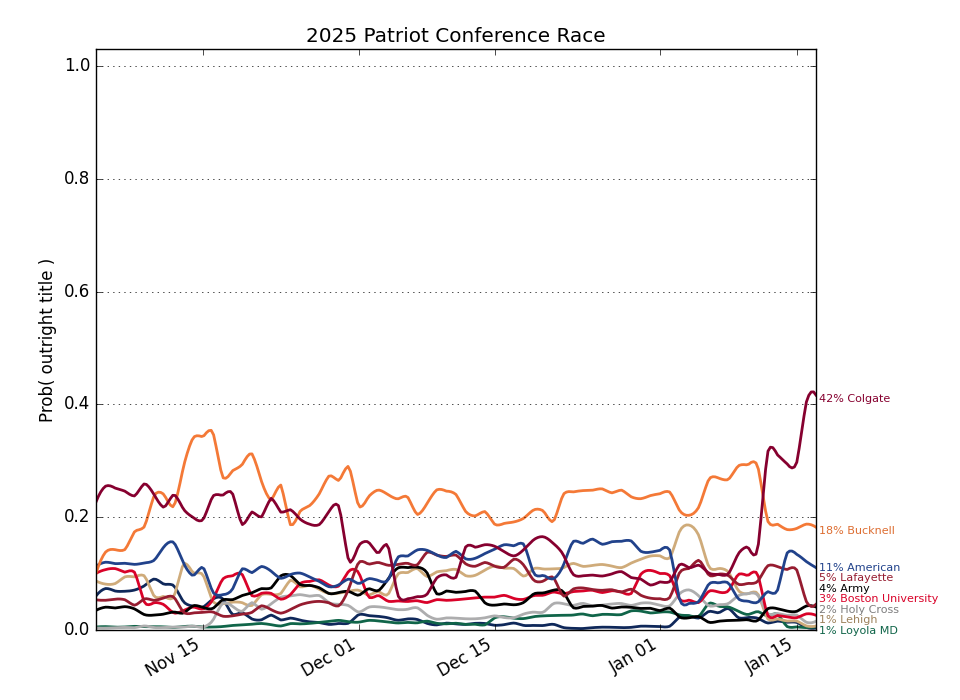 2025 Patriot Conference Race
1.0
0.8
0.6
0.4
0.2
0.0
Prob( outright title )
42% Colgate
18% Bucknell
11% American
5% Lafayette
4% Army
3% Boston University
2% Holy Cross
1% Lehigh
1% Loyola MD
Nov 15
Dec 01
Dec 15
Jan 01
Jan 15